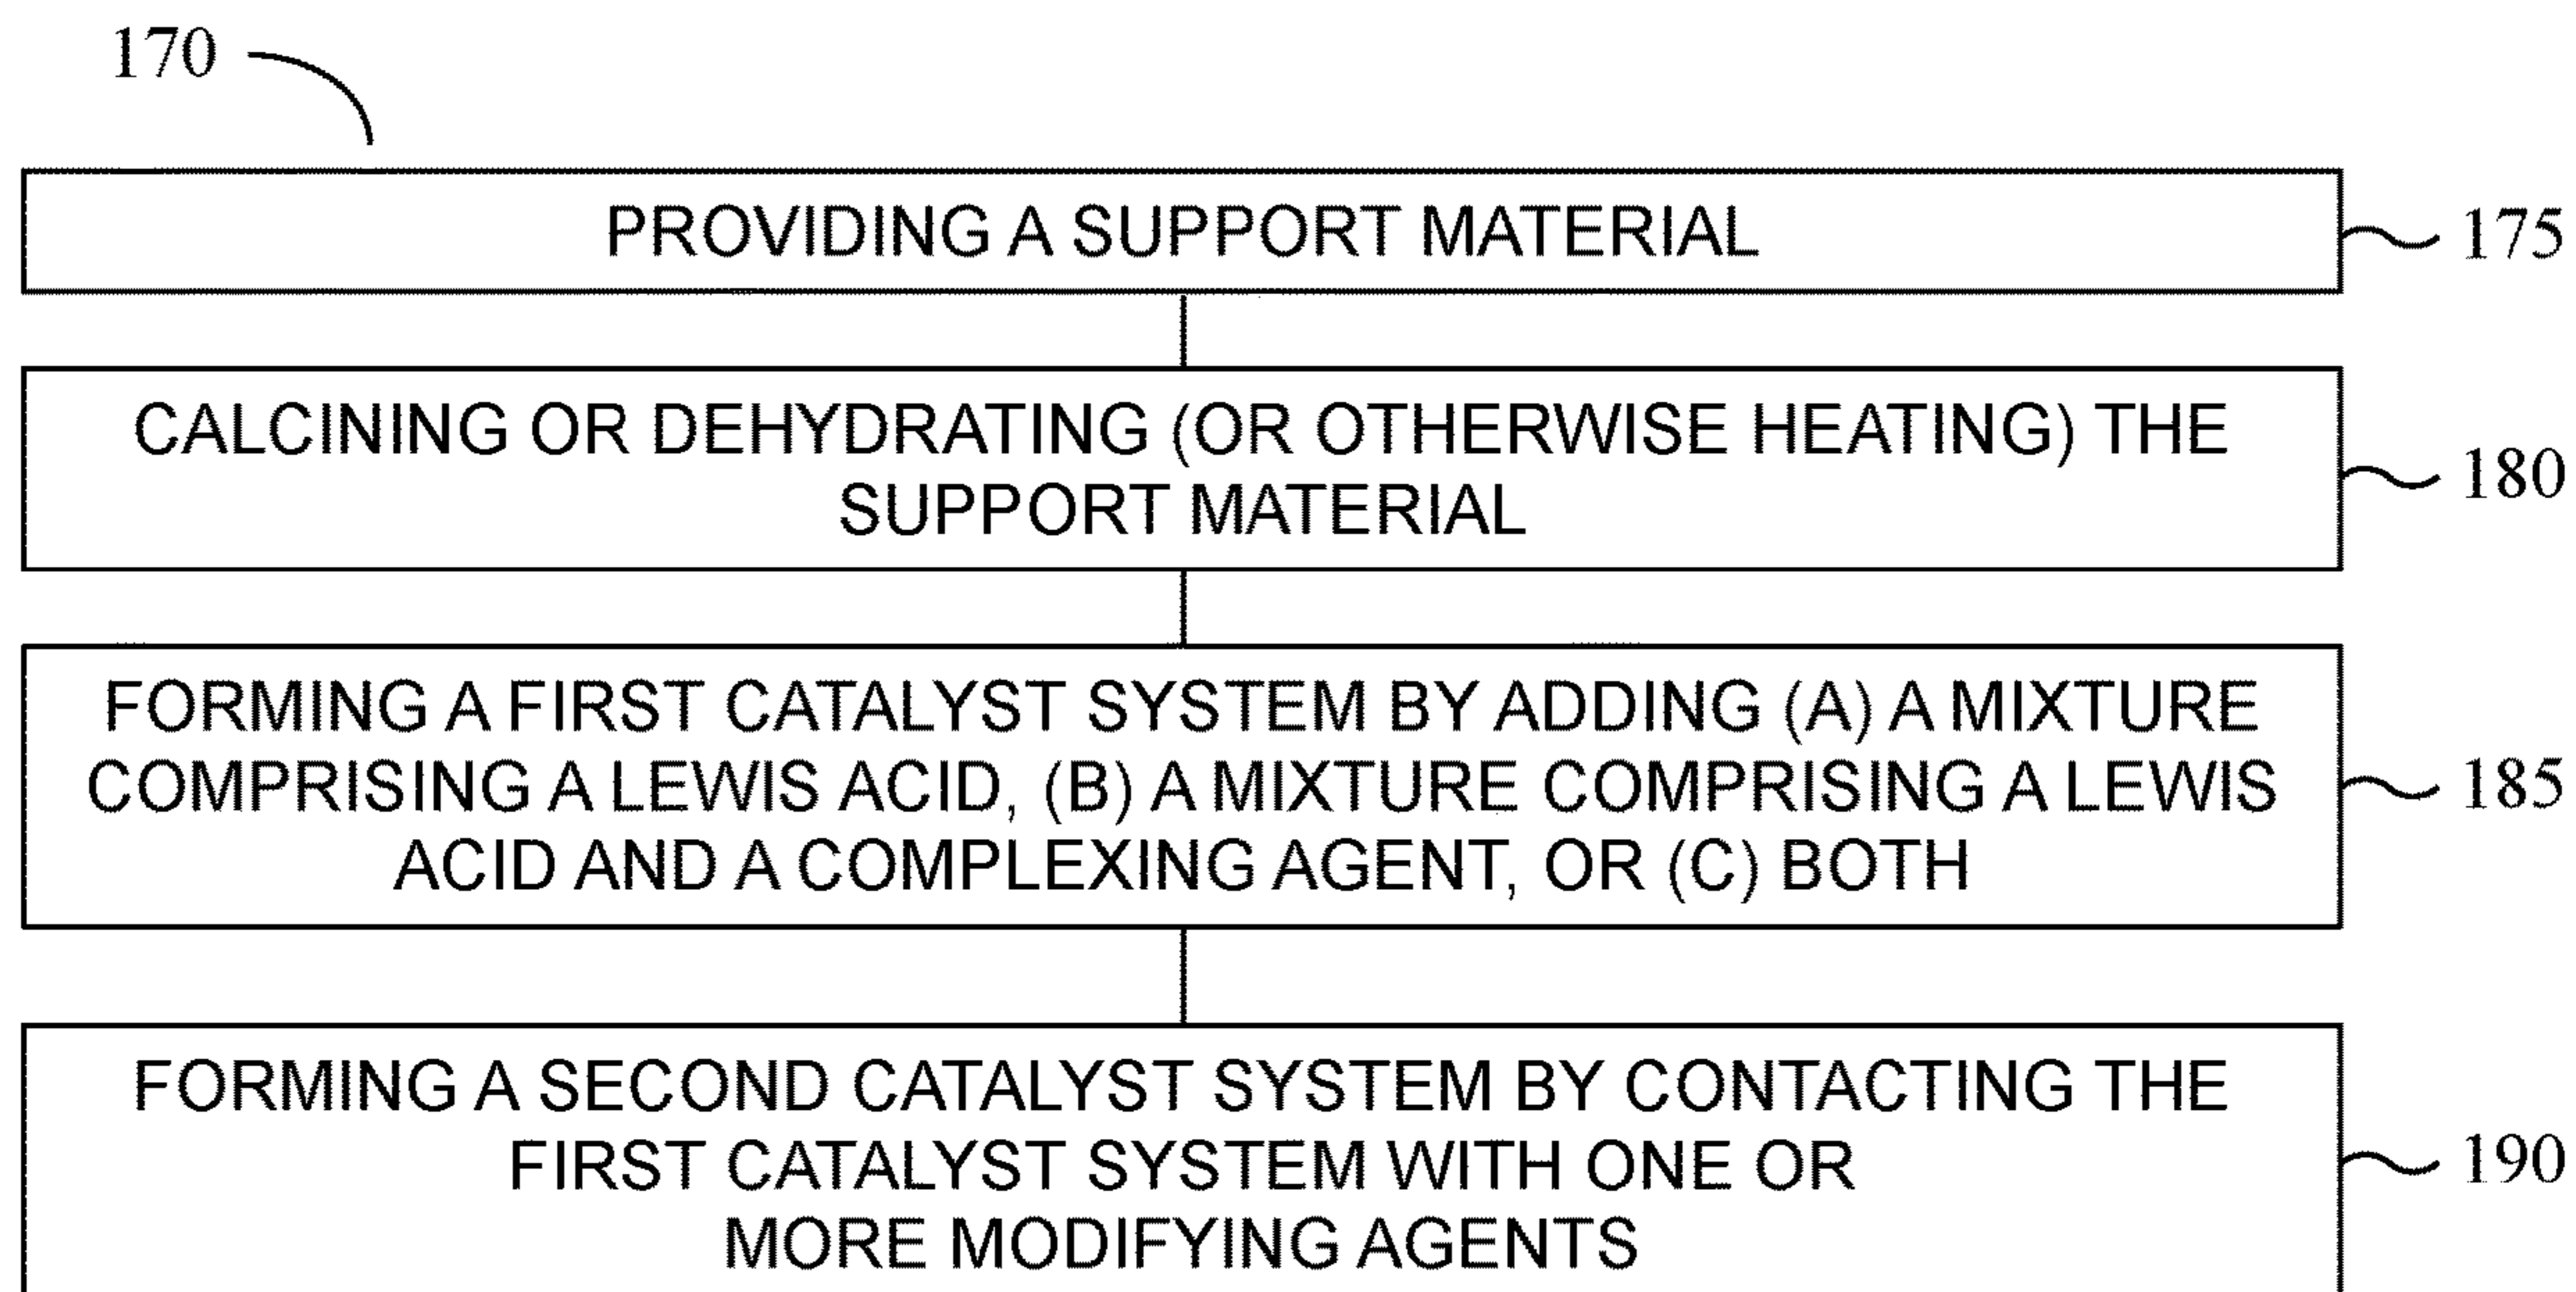 170
PROVIDING A SUPPORT MATERIAL
175
CALCINING OR DEHYDRATING (OR OTHERWISE HEATING) THE
SUPPORT MATERIAL
180
FORMING A FIRST CATALYST SYSTEM BY ADDING (A) A MIXTURE
COMPRISING A LEWIS ACID, (B) A MIXTURE COMPRISING A LEWIS
ACID AND A COMPLEXING AGENT, OR (C) BOTH
185
FORMING A SECOND CATALYST SYSTEM BY CONTACTING THE
FIRST CATALYST SYSTEM WITH ONE OR
MORE MODIFYING AGENTS
190